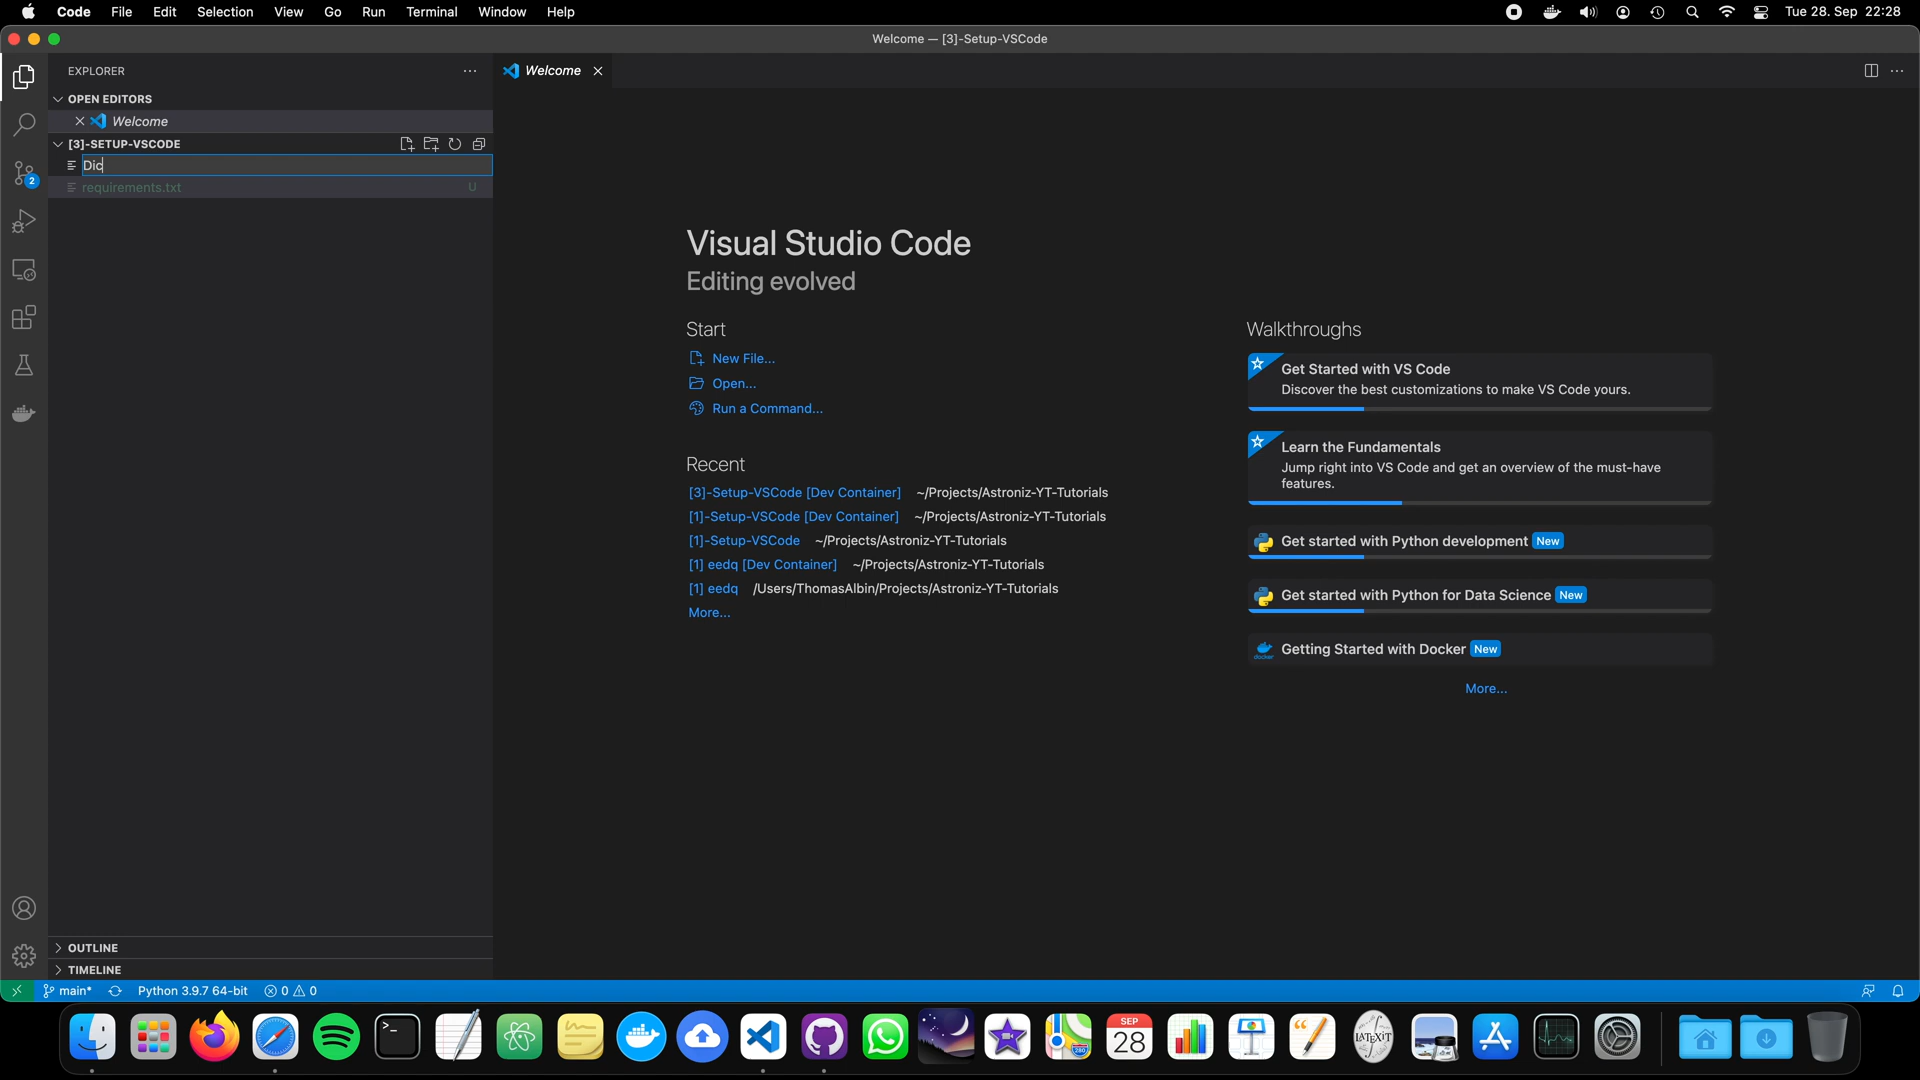 Code File Edit Selection View Go Run Terminal Window Help Tue 28. Sep 22:28
Welcome — [3]-Setup-VSCode
EXPLORER
Welcome
OPEN EDITORS
Welcome
[3]-SETUP-VSCODE
Dic
requirements.txt U
2
Visual Studio Code
Editing evolved
Start
New File...
Open...
Run a Command...
Recent
[3]-Setup-VSCode [Dev Container] ~/Projects/Astroniz-YT-Tutorials
[1]-Setup-VSCode [Dev Container] ~/Projects/Astroniz-YT-Tutorials
[1]-Setup-VSCode ~/Projects/Astroniz-YT-Tutorials
[1] eedq [Dev Container] ~/Projects/Astroniz-YT-Tutorials
[1] eedq /Users/ThomasAlbin/Projects/Astroniz-YT-Tutorials
More...
Walkthroughs
Get Started with VS Code
Discover the best customizations to make VS Code yours.
Learn the Fundamentals
Jump right into VS Code and get an overview of the must-have
features.
Get started with Python development New
Get started with Python for Data Science New
Getting Started with Docker New
More...
OUTLINE
TIMELINE
main* Python 3.9.7 64-bit 0 0
SEP
28